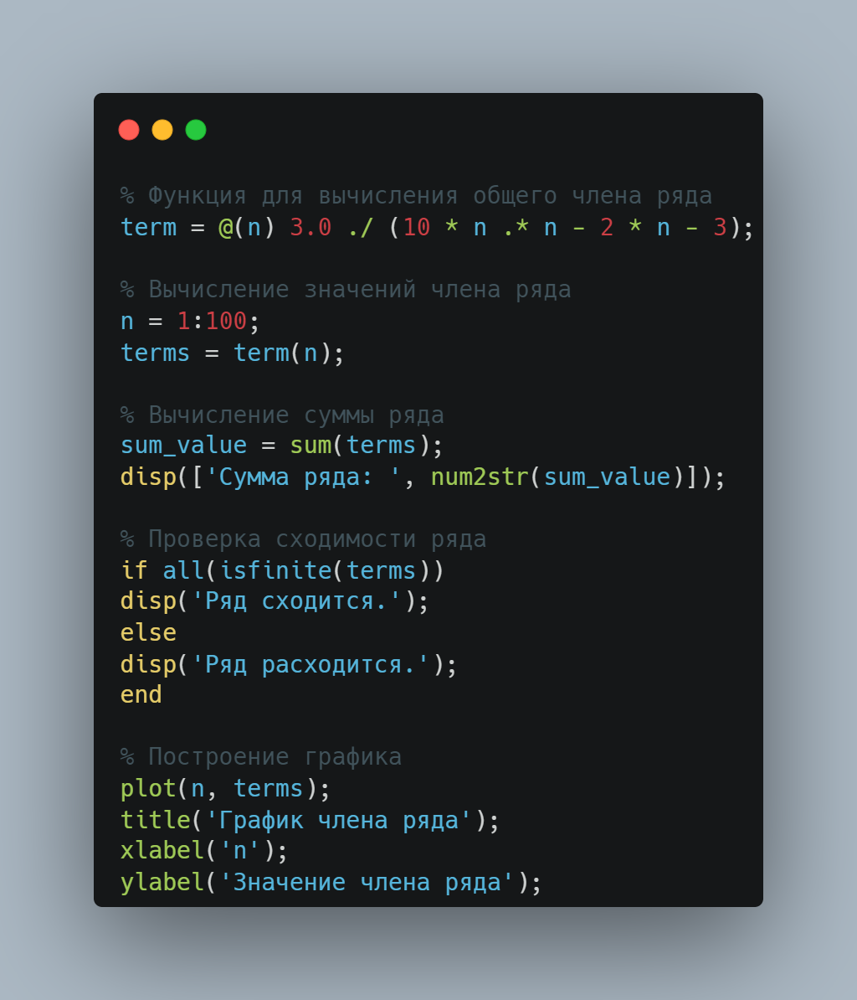 % Функция для вычисления общего члена ряда
term = @(n) 3.0 ./ (10 * n .* n - 2 * n - 3);
% Вычисление значений члена ряда
n = 1:100;
terms = term(n);
% Вычисление суммы ряда
sum_value = sum(terms);
disp(['Сумма ряда: ', num2str(sum_value)]);
% Проверка сходимости ряда
if all(isfinite(terms))
disp('Ряд сходится.');
else
disp('Ряд расходится.');
end
% Построение графика
plot(n, terms);
title('График члена ряда');
xlabel('n');
ylabel('Значение члена ряда');